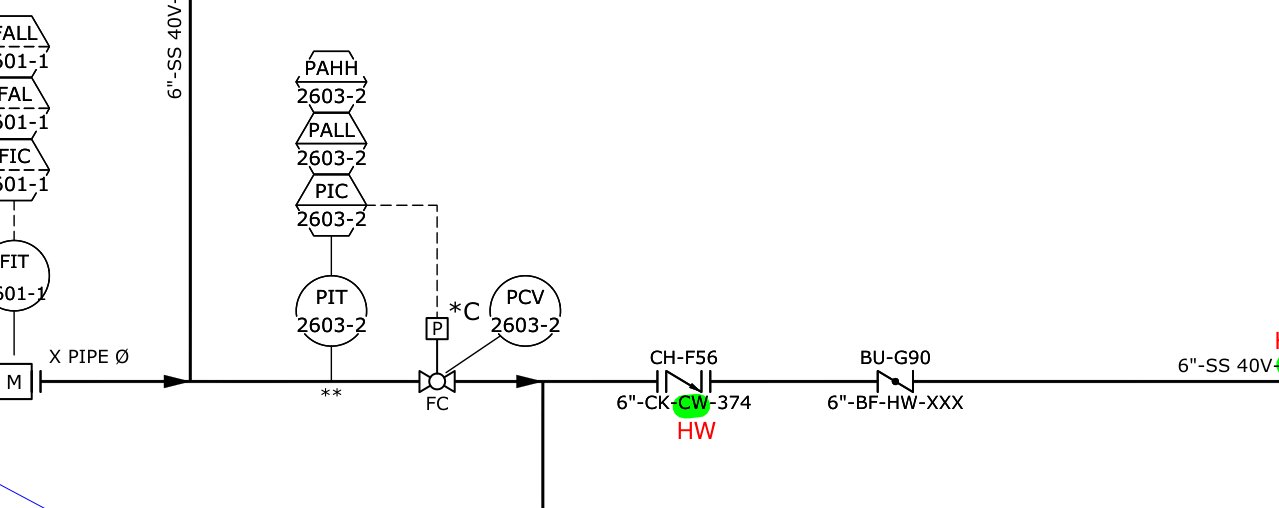 FALL
601-1
FAL
601-1
FIC
601-1
FIT
601-1
M
X PIPE Ø
6"-SS 40V-
PAHH
2603-2
PALL
2603-2
PIC
2603-2
PIT
2603-2
**
P
*C
PCV
2603-2
FC
CH-F56
6"-CK-CW-374
HW
BU-G90
6"-BF-HW-XXX
6"-SS 40V-